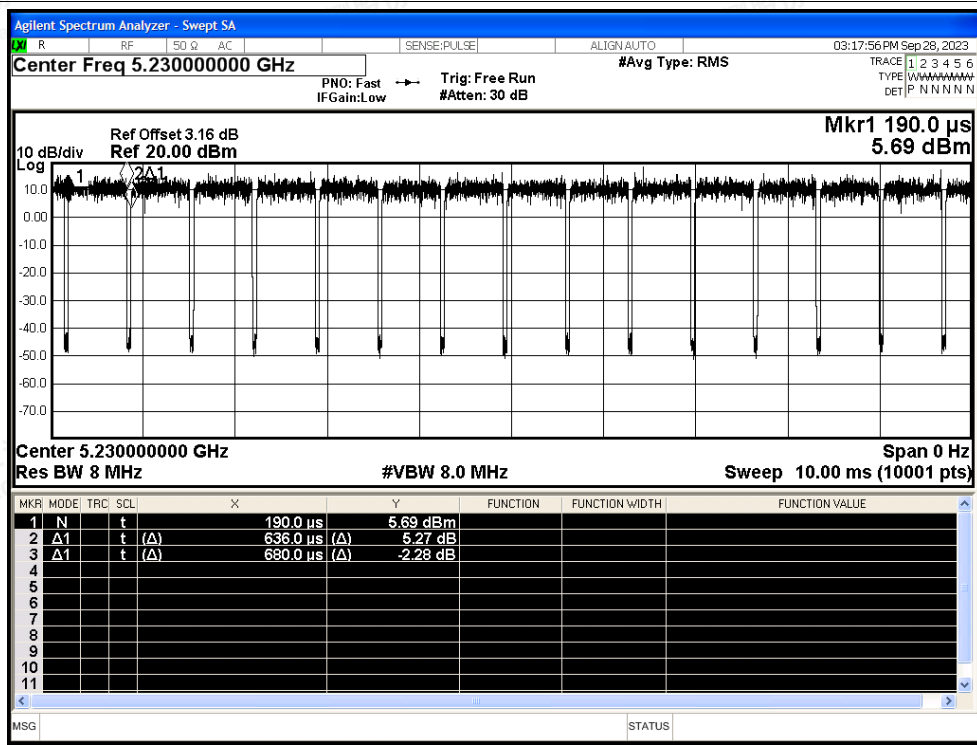 Agilent Spectrum Analyzer - Swept SA
LXI R RF 50 Ω AC SENSE:PULSE ALIGN AUTO 03:17:56 PM Sep 28, 2023
Center Freq 5.230000000 GHz #Avg Type: RMS TRACE 1 2 3 4 5 6
PNO: Fast Trig: Free Run TYPE WWWWWW
IFGain:Low #Atten: 30 dB DET P N N N N N
Ref Offset 3.16 dB Mkr1 190.0 µs
10 dB/div Ref 20.00 dBm 5.69 dBm
Log
1 2Δ1
10.0
0.00
-10.0
-20.0
-30.0
-40.0
-50.0
-60.0
-70.0
Center 5.230000000 GHz Span 0 Hz
Res BW 8 MHz #VBW 8.0 MHz Sweep 10.00 ms (10001 pts)
MKR MODE TRC SCL X Y FUNCTION FUNCTION WIDTH FUNCTION VALUE
1 N t 190.0 µs 5.69 dBm
2 Δ1 t (Δ) 636.0 µs (Δ) 5.27 dB
3 Δ1 t (Δ) 680.0 µs (Δ) -2.28 dB
4
5
6
7
8
9
10
11
MSG STATUS